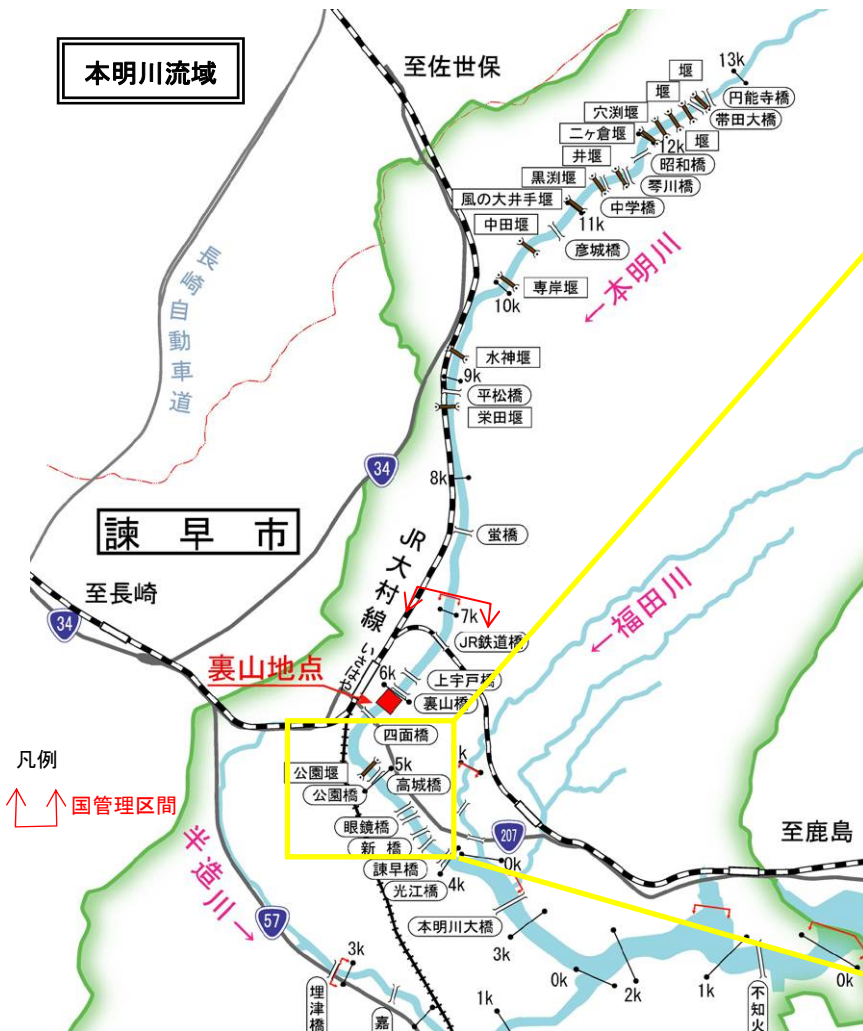 本明川流域
至佐世保
13k
堰
円能寺橋
堰
帯田大橋
穴渕堰
二ヶ倉堰
12k
堰
昭和橋
井堰
琴川橋
黒渕堰
中学橋
風の大井手堰
11k
中田堰
彦城橋
←本明川
専岸堰
10k
長崎自動車道
水神堰
9k
平松橋
栄田堰
34
8k
諫早市
蛍橋
JR大村線
至長崎
34
7k
JR鉄道橋
←福田川
いさはや
裏山地点
6k
上宇戸橋
裏山橋
四面橋
凡例
国管理区間
公園堰
5k
k
高城橋
公園橋
眼鏡橋
207
至鹿島
新橋
0k
諫早橋
4k
光江橋
半造川→
57
本明川大橋
3k
3k
0k
2k
1k
0k
埋津橋
嘉
1k
不知火